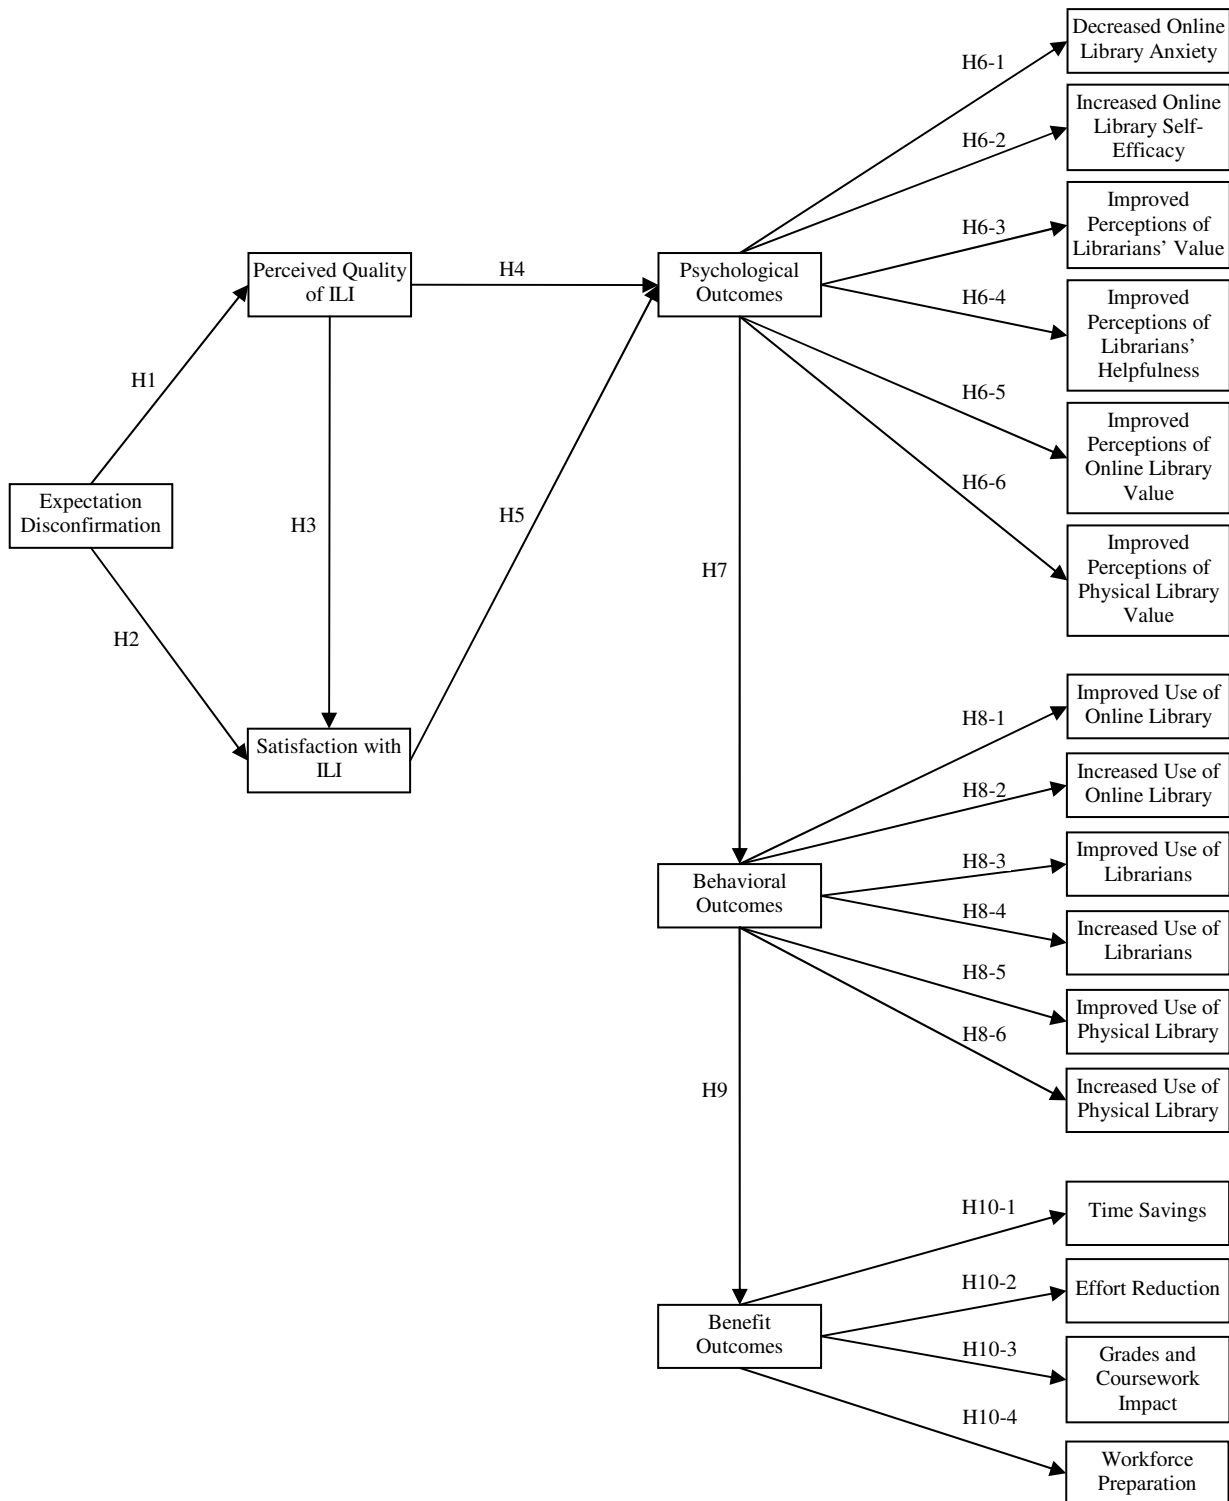 Decreased Online
Library Anxiety
H6-1
Increased Online
Library Self-
Efficacy
H6-2
Improved
Perceptions of
Librarians' Value
H6-3
Perceived Quality
of ILI
H4
Psychological
Outcomes
H6-4
Improved
Perceptions of
Librarians'
Helpfulness
H1
H6-5
Improved
Perceptions of
Online Library
Value
H6-6
Expectation
Disconfirmation
H3
H5
H7
Improved
Perceptions of
Physical Library
Value
H2
Satisfaction with
ILI
H8-1
Improved Use of
Online Library
H8-2
Increased Use of
Online Library
Behavioral
Outcomes
H8-3
Improved Use of
Librarians
H8-4
Increased Use of
Librarians
H8-5
Improved Use of
Physical Library
H8-6
Increased Use of
Physical Library
H9
H10-1
Time Savings
H10-2
Effort Reduction
Benefit
Outcomes
H10-3
Grades and
Coursework
Impact
H10-4
Workforce
Preparation